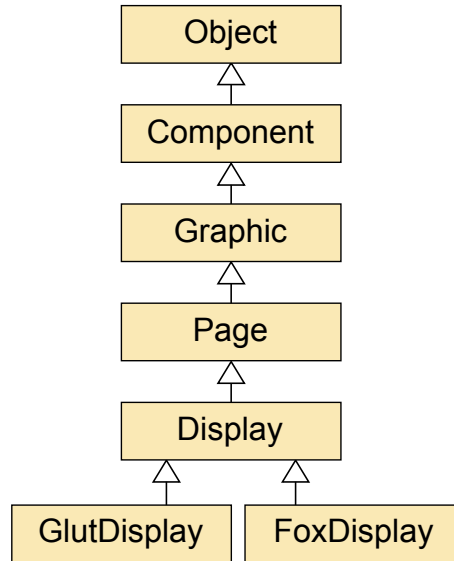 Object
Component
Graphic
Page
Display
GlutDisplay FoxDisplay